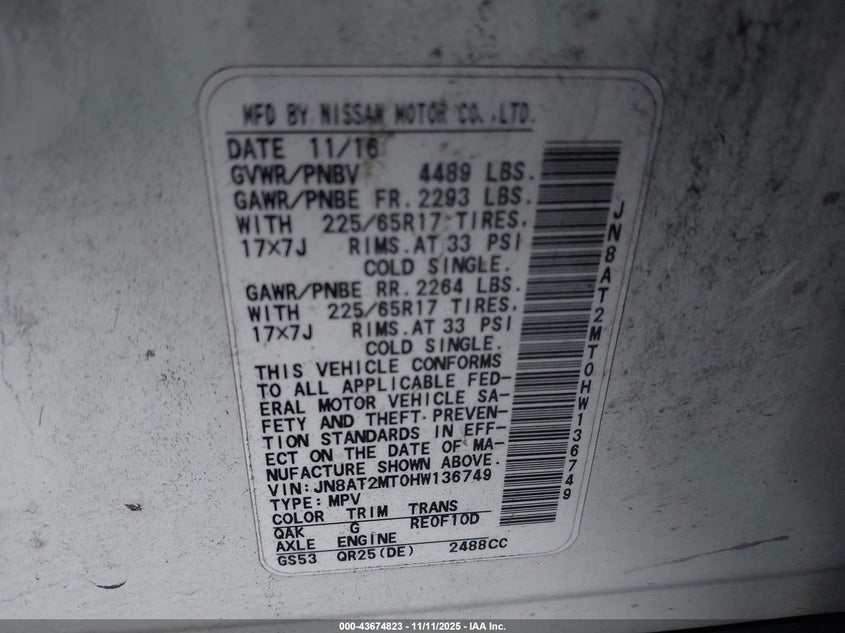 MFD BY NISSAN MOTOR CO.,LTD.
DATE 11/16
GVWR/PNBV 4489 LBS.
GAWR/PNBE FR. 2293 LBS.
WITH 225/65R17 TIRES.
17×7J RIMS. AT 33 PSI
COLD SINGLE.
GAWR/PNBE RR. 2264 LBS.
WITH 225/65R17 TIRES.
17×7J RIMS. AT 33 PSI
COLD SINGLE.
THIS VEHICLE CONFORMS
TO ALL APPLICABLE FED-
ERAL MOTOR VEHICLE SA-
FETY AND THEFT PREVEN-
TION STANDARDS IN EFF-
ECT ON THE DATE OF MA-
NUFACTURE SHOWN ABOVE.
VIN:JN8AT2MT0HW136749
TYPE:MPV
COLOR TRIM TRANS
QAK G RE0F10D
AXLE ENGINE
GS53 QR25(DE) 2488CC
JN8AT2MT0HW136749
000-43674823 - 11/11/2025 - IAA Inc.